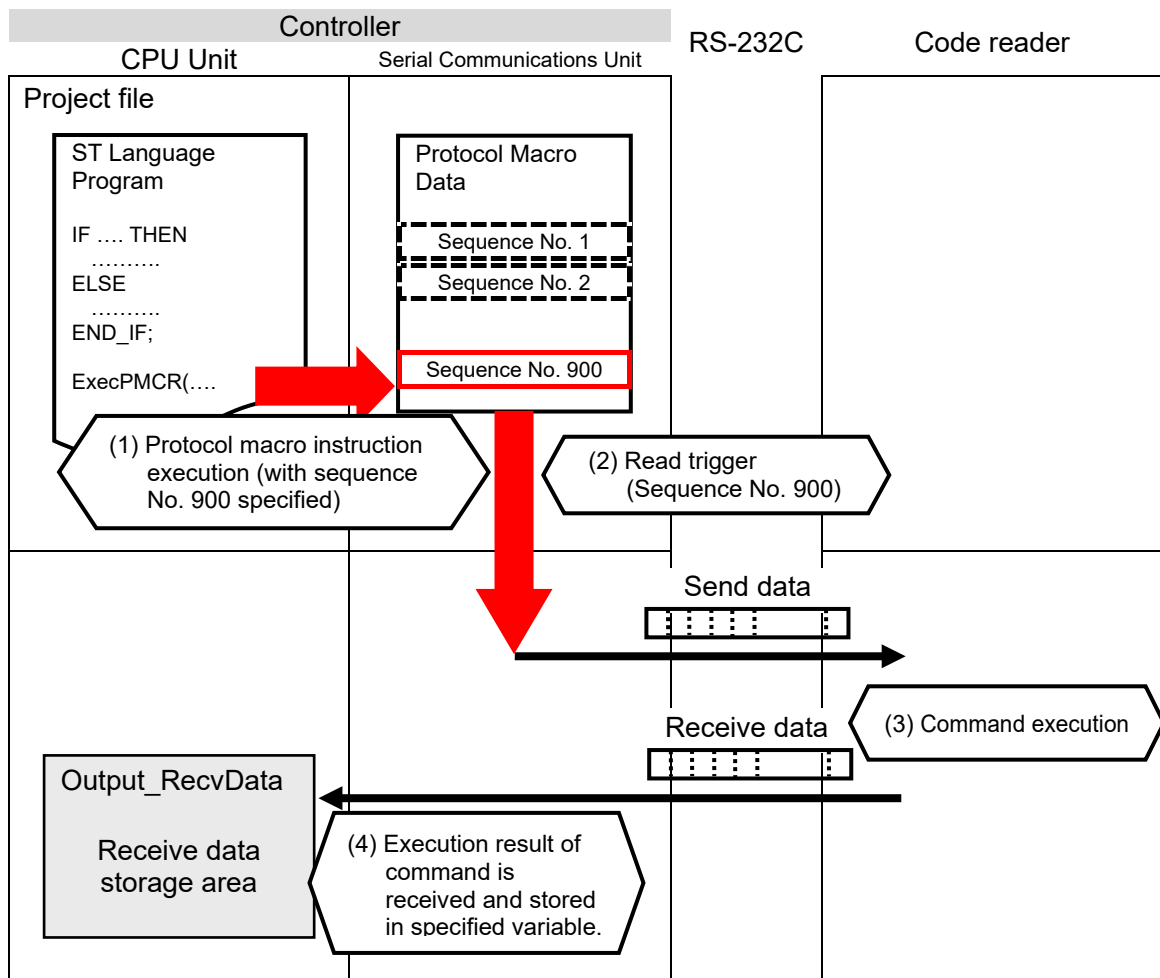 Controller
CPU Unit
Serial Communications Unit
RS-232C
Code reader
Project file
ST Language
Program
IF …. THEN
……….
ELSE
……….
END_IF;
ExecPMCR(….
Protocol Macro
Data
Sequence No. 1
Sequence No. 2
Sequence No. 900
(1) Protocol macro instruction
execution (with sequence
No. 900 specified)
(2) Read trigger
(Sequence No. 900)
Send data
(3) Command execution
Receive data
Output_RecvData
Receive data
storage area
(4) Execution result of
command is
received and stored
in specified variable.